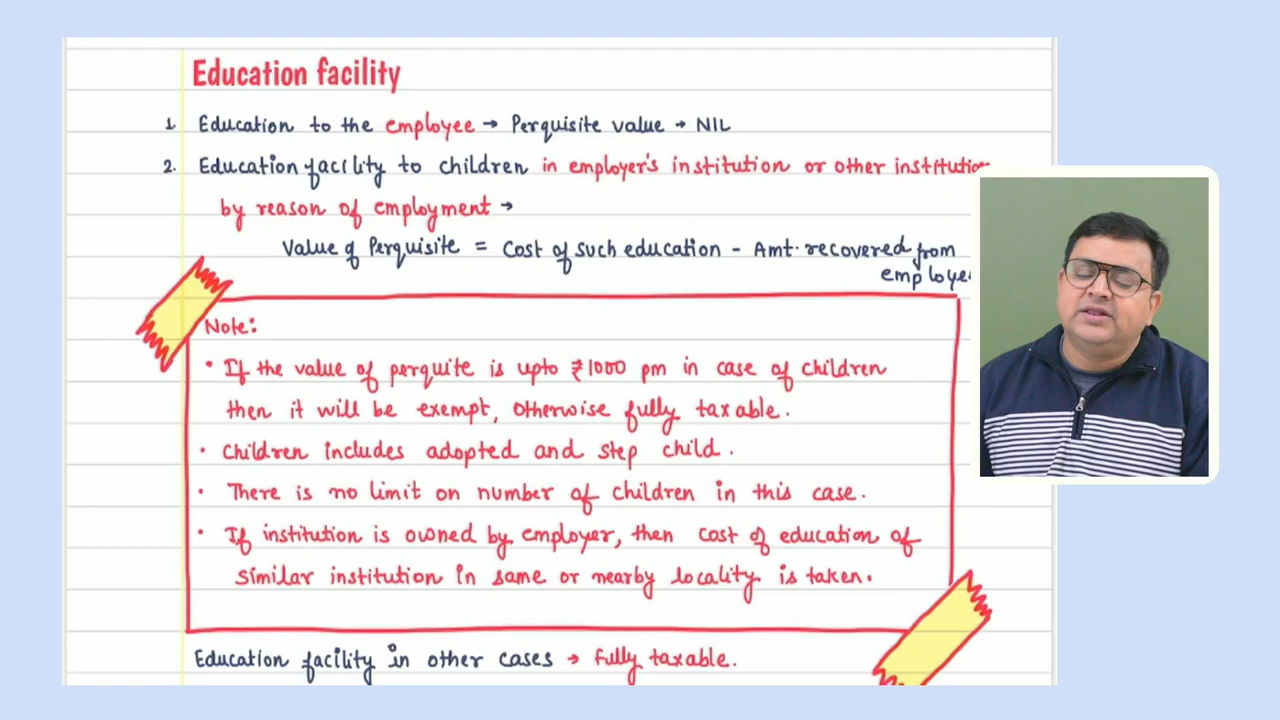 Education facility
1. Education to the employee → Perquisite value → NIL
2. Education facility to children in employer's institution or other institution
by reason of employment →
Value of Perquisite = Cost of such education - Amt. recovered from
employee
Note:
• If the value of perquite is upto ₹1000 pm in case of children
then it will be exempt, otherwise fully taxable.
• Children includes adopted and step child.
• There is no limit on number of children in this case.
• If institution is owned by employer, then cost of education of
similar institution in same or nearby locality is taken.
Education facility in other cases → Fully taxable.